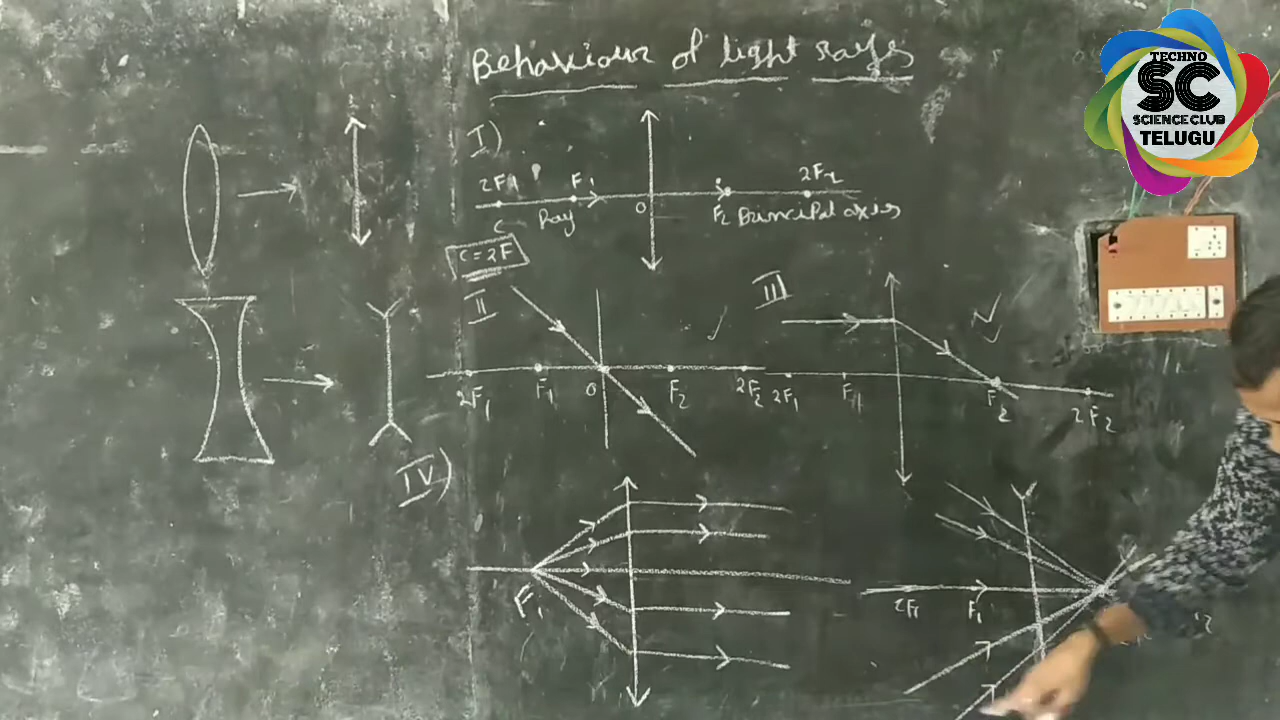 Behaviour of light rays
TECHNO
SC
SCIENCE CLUB
TELUGU
I)
2F1 F1 2F2
C Ray O F2 Principal axies
C=2F
II
III
2F1 F1 O F2 2F2
2F1 F1 F2 2F2
IV)
F1
2F1 F1